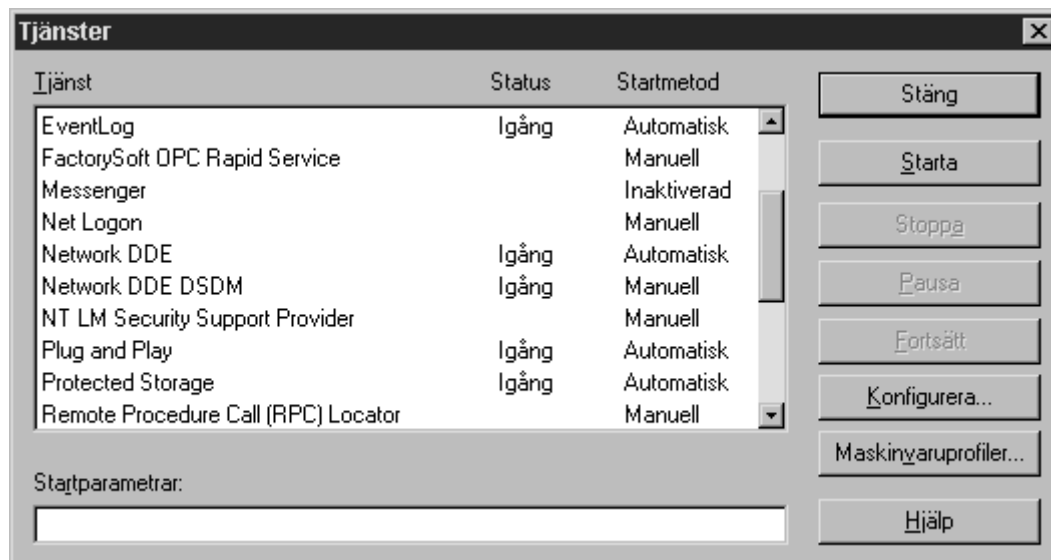 Tjänster
Tjänst Status Startmetod
EventLog Igång Automatisk
FactorySoft OPC Rapid Service Manuell
Messenger Inaktiverad
Net Logon Manuell
Network DDE Igång Automatisk
Network DDE DSDM Igång Manuell
NT LM Security Support Provider Manuell
Plug and Play Igång Automatisk
Protected Storage Igång Automatisk
Remote Procedure Call (RPC) Locator Manuell
Startparametrar:
Stäng
Starta
Stoppa
Pausa
Fortsätt
Konfigurera...
Maskinvaruprofiler...
Hjälp